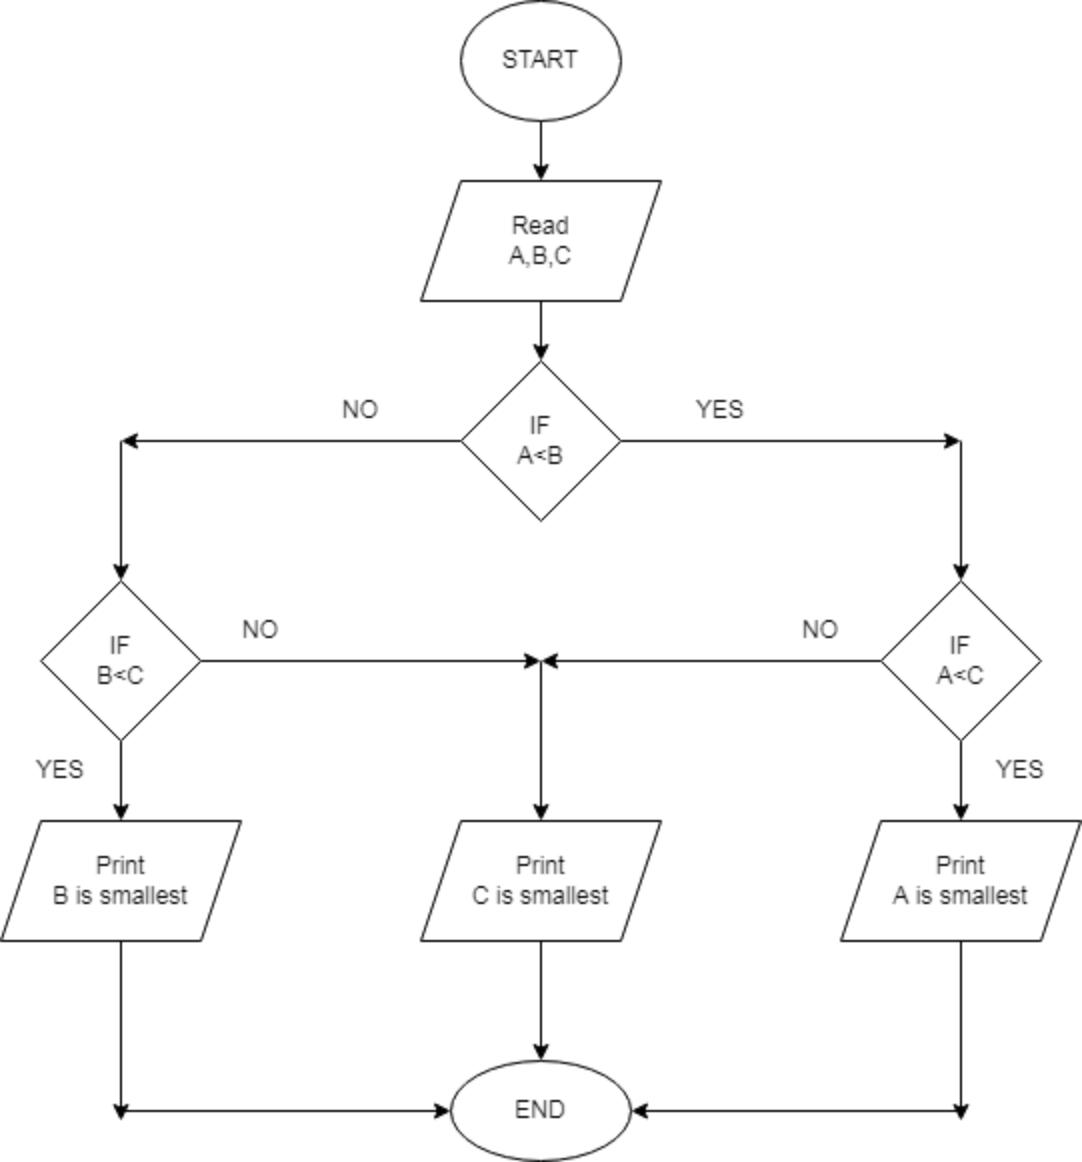 START
Read
A,B,C
NO
YES
IF
A<B
NO
NO
IF
B<C
IF
A<C
YES
YES
Print
B is smallest
Print
C is smallest
Print
A is smallest
END